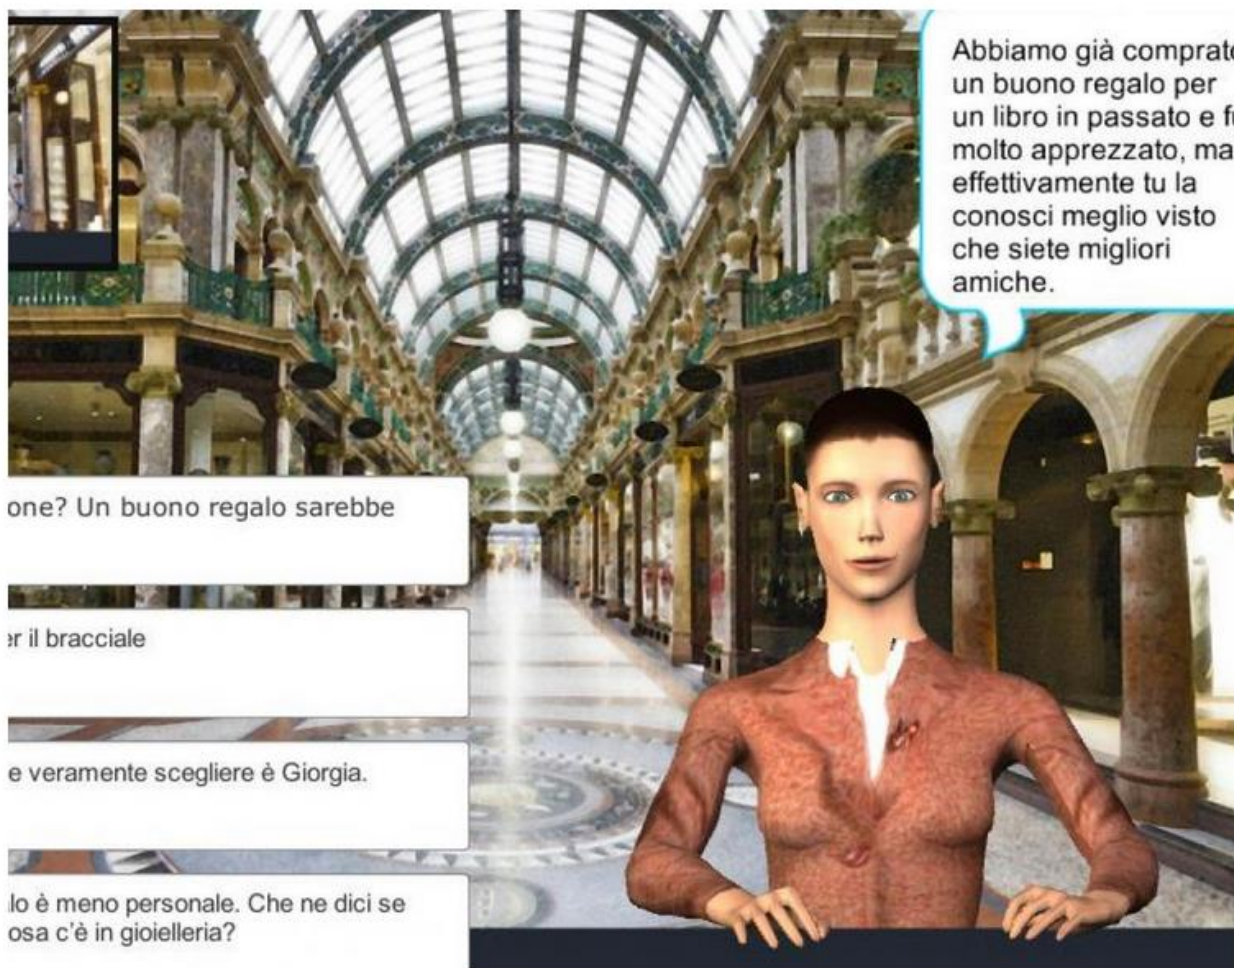 Abbiamo già comprato
un buono regalo per
un libro in passato e fu
molto apprezzato, ma
effettivamente tu la
conosci meglio visto
che siete migliori
amiche.
one? Un buono regalo sarebbe
er il bracciale
e veramente scegliere è Giorgia.
lo è meno personale. Che ne dici se
osa c'è in gioielleria?